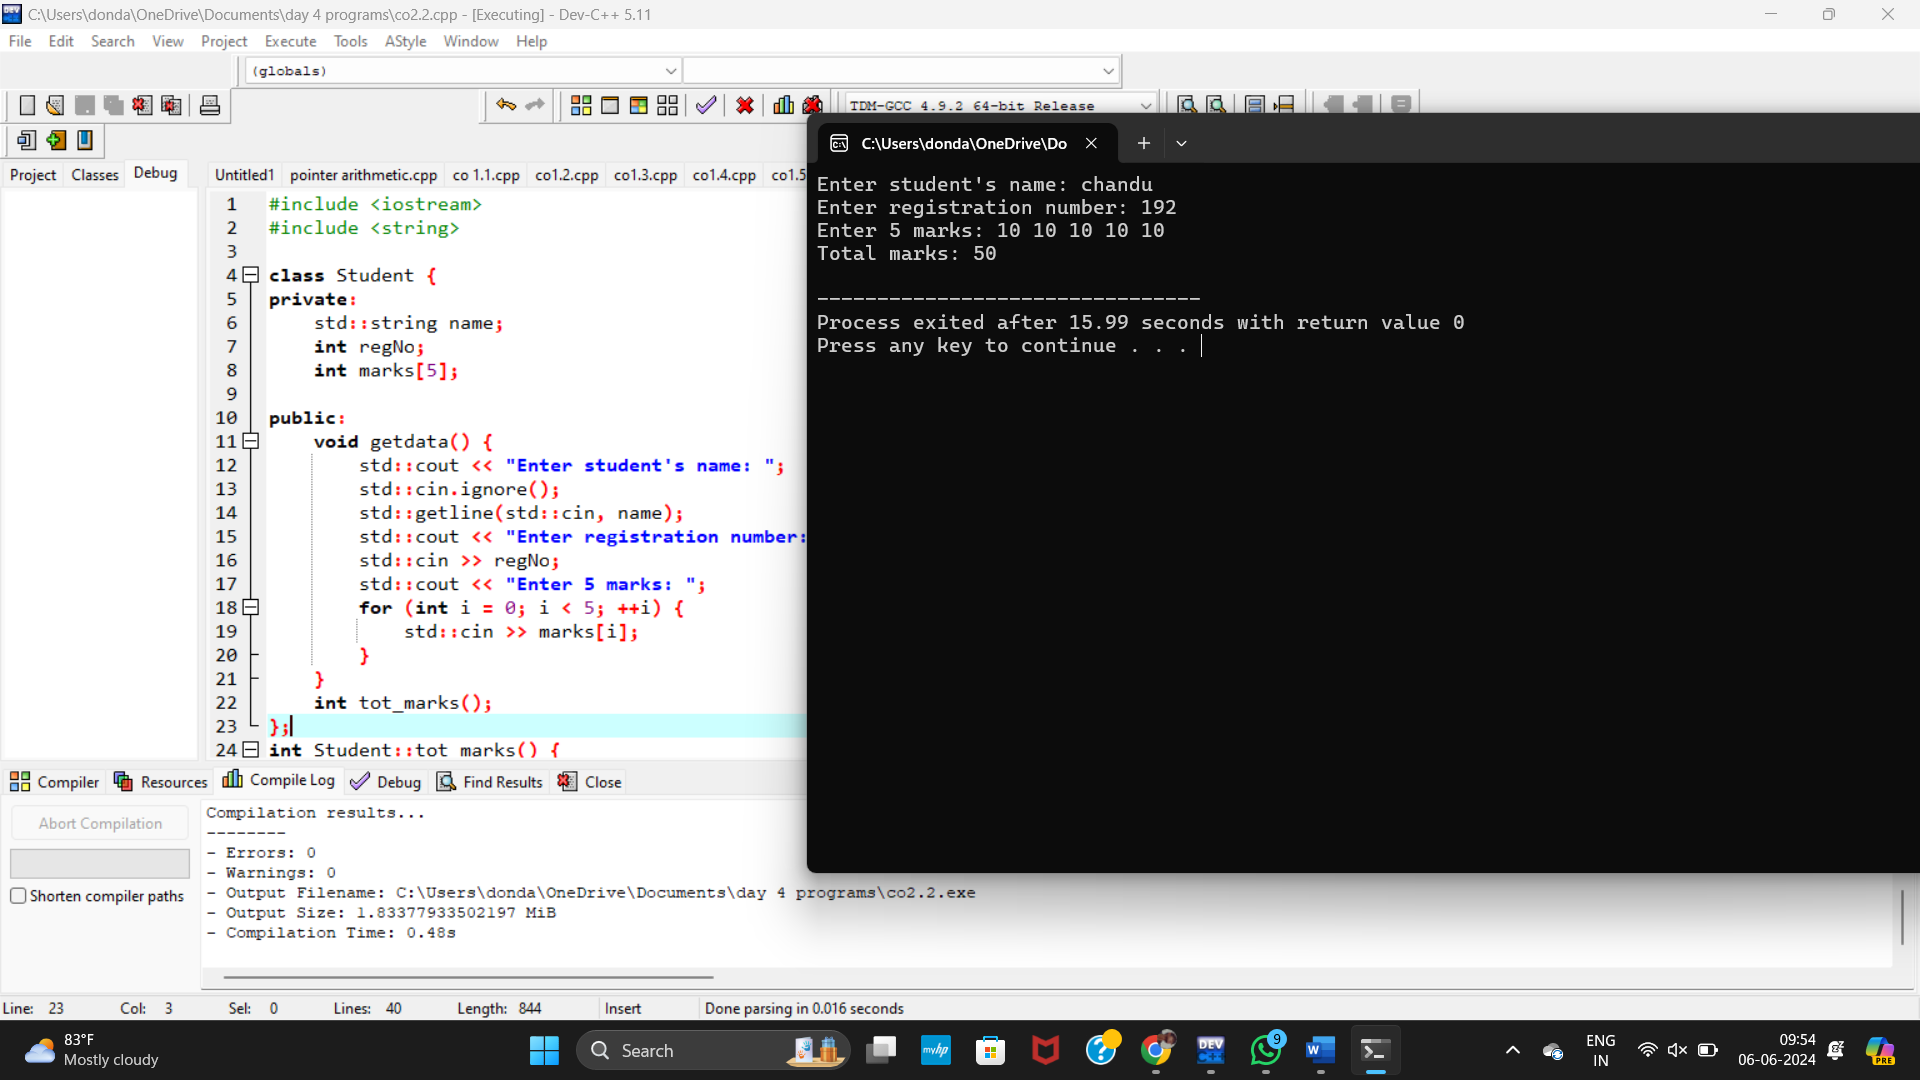 C:\Users\donda\OneDrive\Documents\day 4 programs\co2.2.cpp - [Executing] - Dev-C++ 5.11
File Edit Search View Project Execute Tools AStyle Window Help
(globals)
TDM-GCC 4.9.2 64-bit Release
Project Classes Debug
Untitled1 pointer arithmetic.cpp co 1.1.cpp co1.2.cpp co1.3.cpp co1.4.cpp co1.5
1 #include <iostream>
2 #include <string>
3
4 class Student {
5 private:
6 std::string name;
7 int regNo;
8 int marks[5];
9
10 public:
11 void getdata() {
12 std::cout << "Enter student's name: ";
13 std::cin.ignore();
14 std::getline(std::cin, name);
15 std::cout << "Enter registration number:
16 std::cin >> regNo;
17 std::cout << "Enter 5 marks: ";
18 for (int i = 0; i < 5; ++i) {
19 std::cin >> marks[i];
20 }
21 }
22 int tot_marks();
23 };
24 int Student::tot marks() {
C:\Users\donda\OneDrive\Do
Enter student's name: chandu
Enter registration number: 192
Enter 5 marks: 10 10 10 10 10
Total marks: 50
--------------------------------
Process exited after 15.99 seconds with return value 0
Press any key to continue . . .
Compiler Resources Compile Log Debug Find Results Close
Abort Compilation
Shorten compiler paths
Compilation results...
--------
- Errors: 0
- Warnings: 0
- Output Filename: C:\Users\donda\OneDrive\Documents\day 4 programs\co2.2.exe
- Output Size: 1.83377933502197 MiB
- Compilation Time: 0.48s
Line: 23 Col: 3 Sel: 0 Lines: 40 Length: 844 Insert Done parsing in 0.016 seconds
83°F
Mostly cloudy
Search
myhp
DEV
9
W
ENG
IN
09:54
06-06-2024
PRE